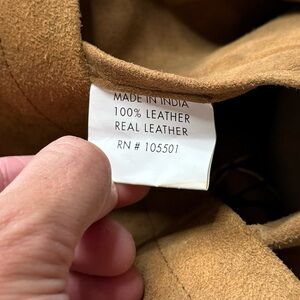 MADE IN INDIA
100% LEATHER
REAL LEATHER
RN # 105501